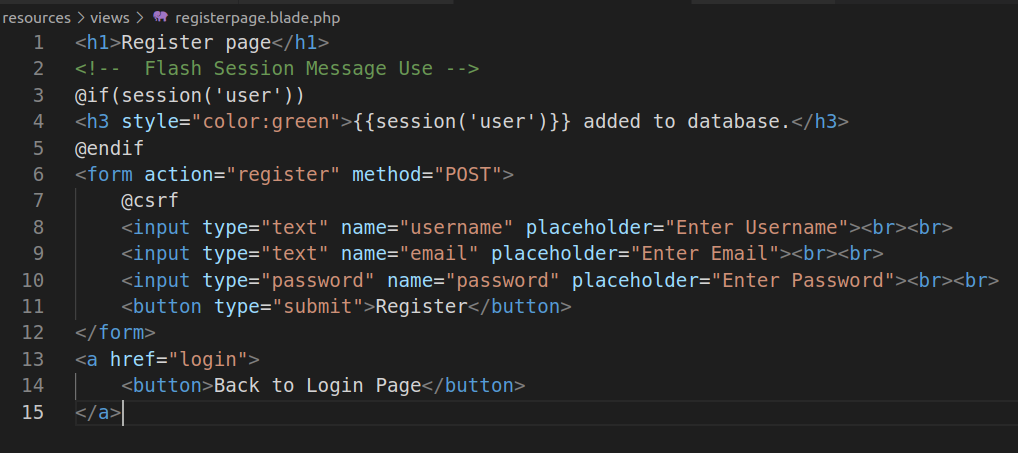 resources > views > registerpage.blade.php
1 <h1>Register page</h1>
2 <!--  Flash Session Message Use -->
3 @if(session('user'))
4 <h3 style="color:green">{{session('user')}} added to database.</h3>
5 @endif
6 <form action="register" method="POST">
7     @csrf
8     <input type="text" name="username" placeholder="Enter Username"><br><br>
9     <input type="text" name="email" placeholder="Enter Email"><br><br>
10     <input type="password" name="password" placeholder="Enter Password"><br><br>
11     <button type="submit">Register</button>
12 </form>
13 <a href="login">
14     <button>Back to Login Page</button>
15 </a>